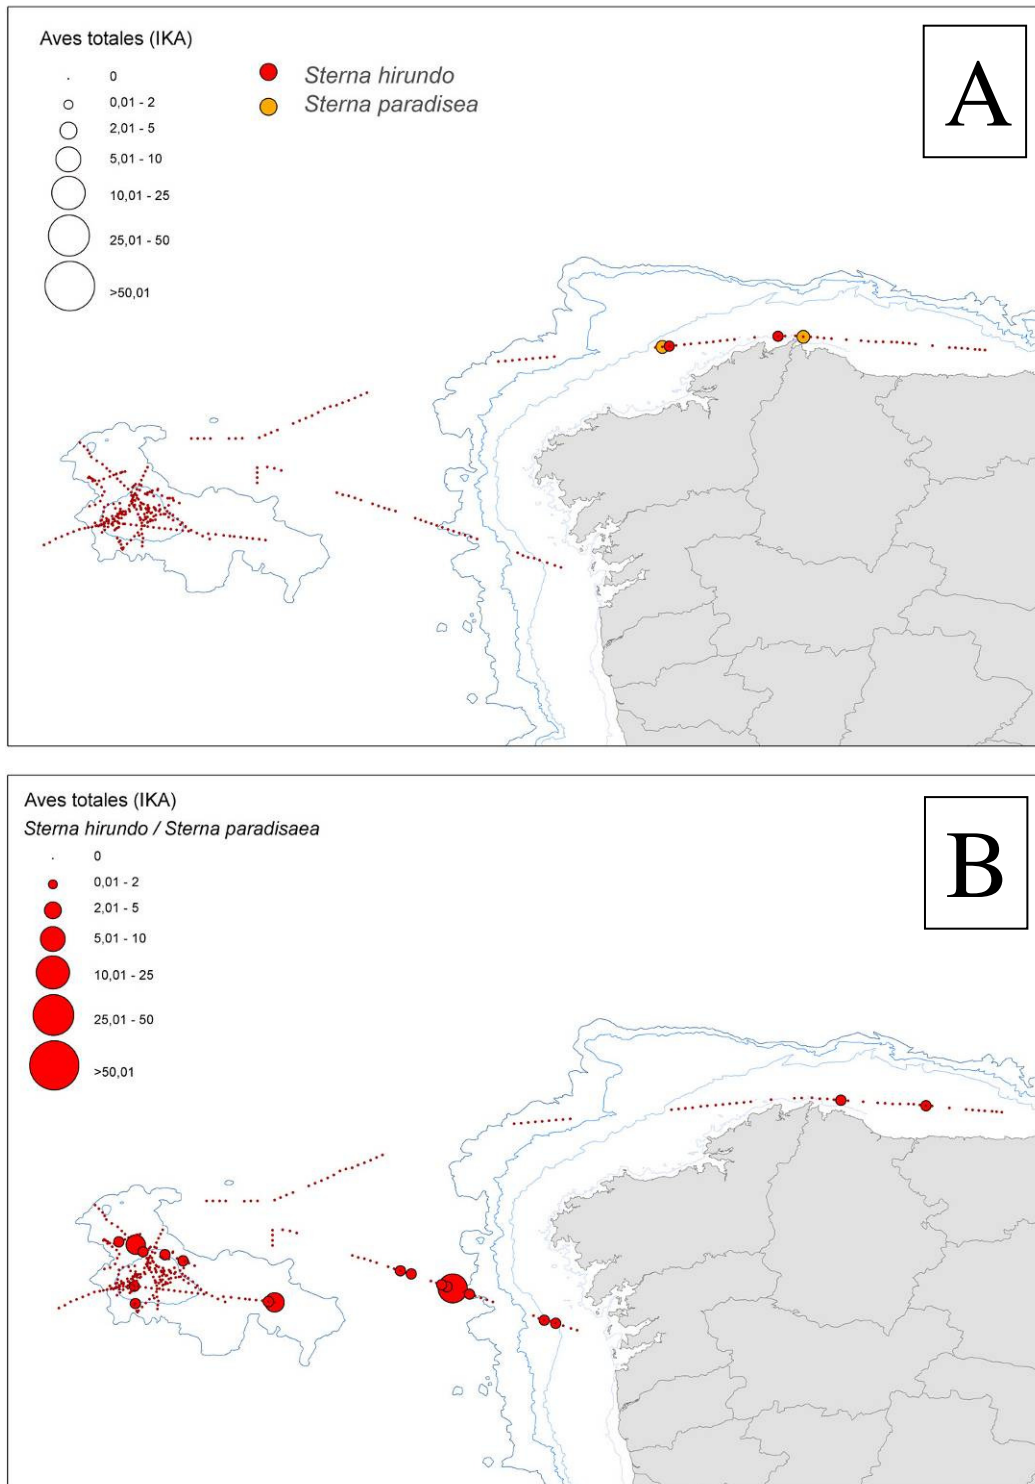 Aves totales (IKA)
0
0,01 - 2
2,01 - 5
5,01 - 10
10,01 - 25
25,01 - 50
>50,01
Sterna hirundo
Sterna paradisea
A
Aves totales (IKA)
Sterna hirundo / Sterna paradisaea
0
0,01 - 2
2,01 - 5
5,01 - 10
10,01 - 25
25,01 - 50
>50,01
B